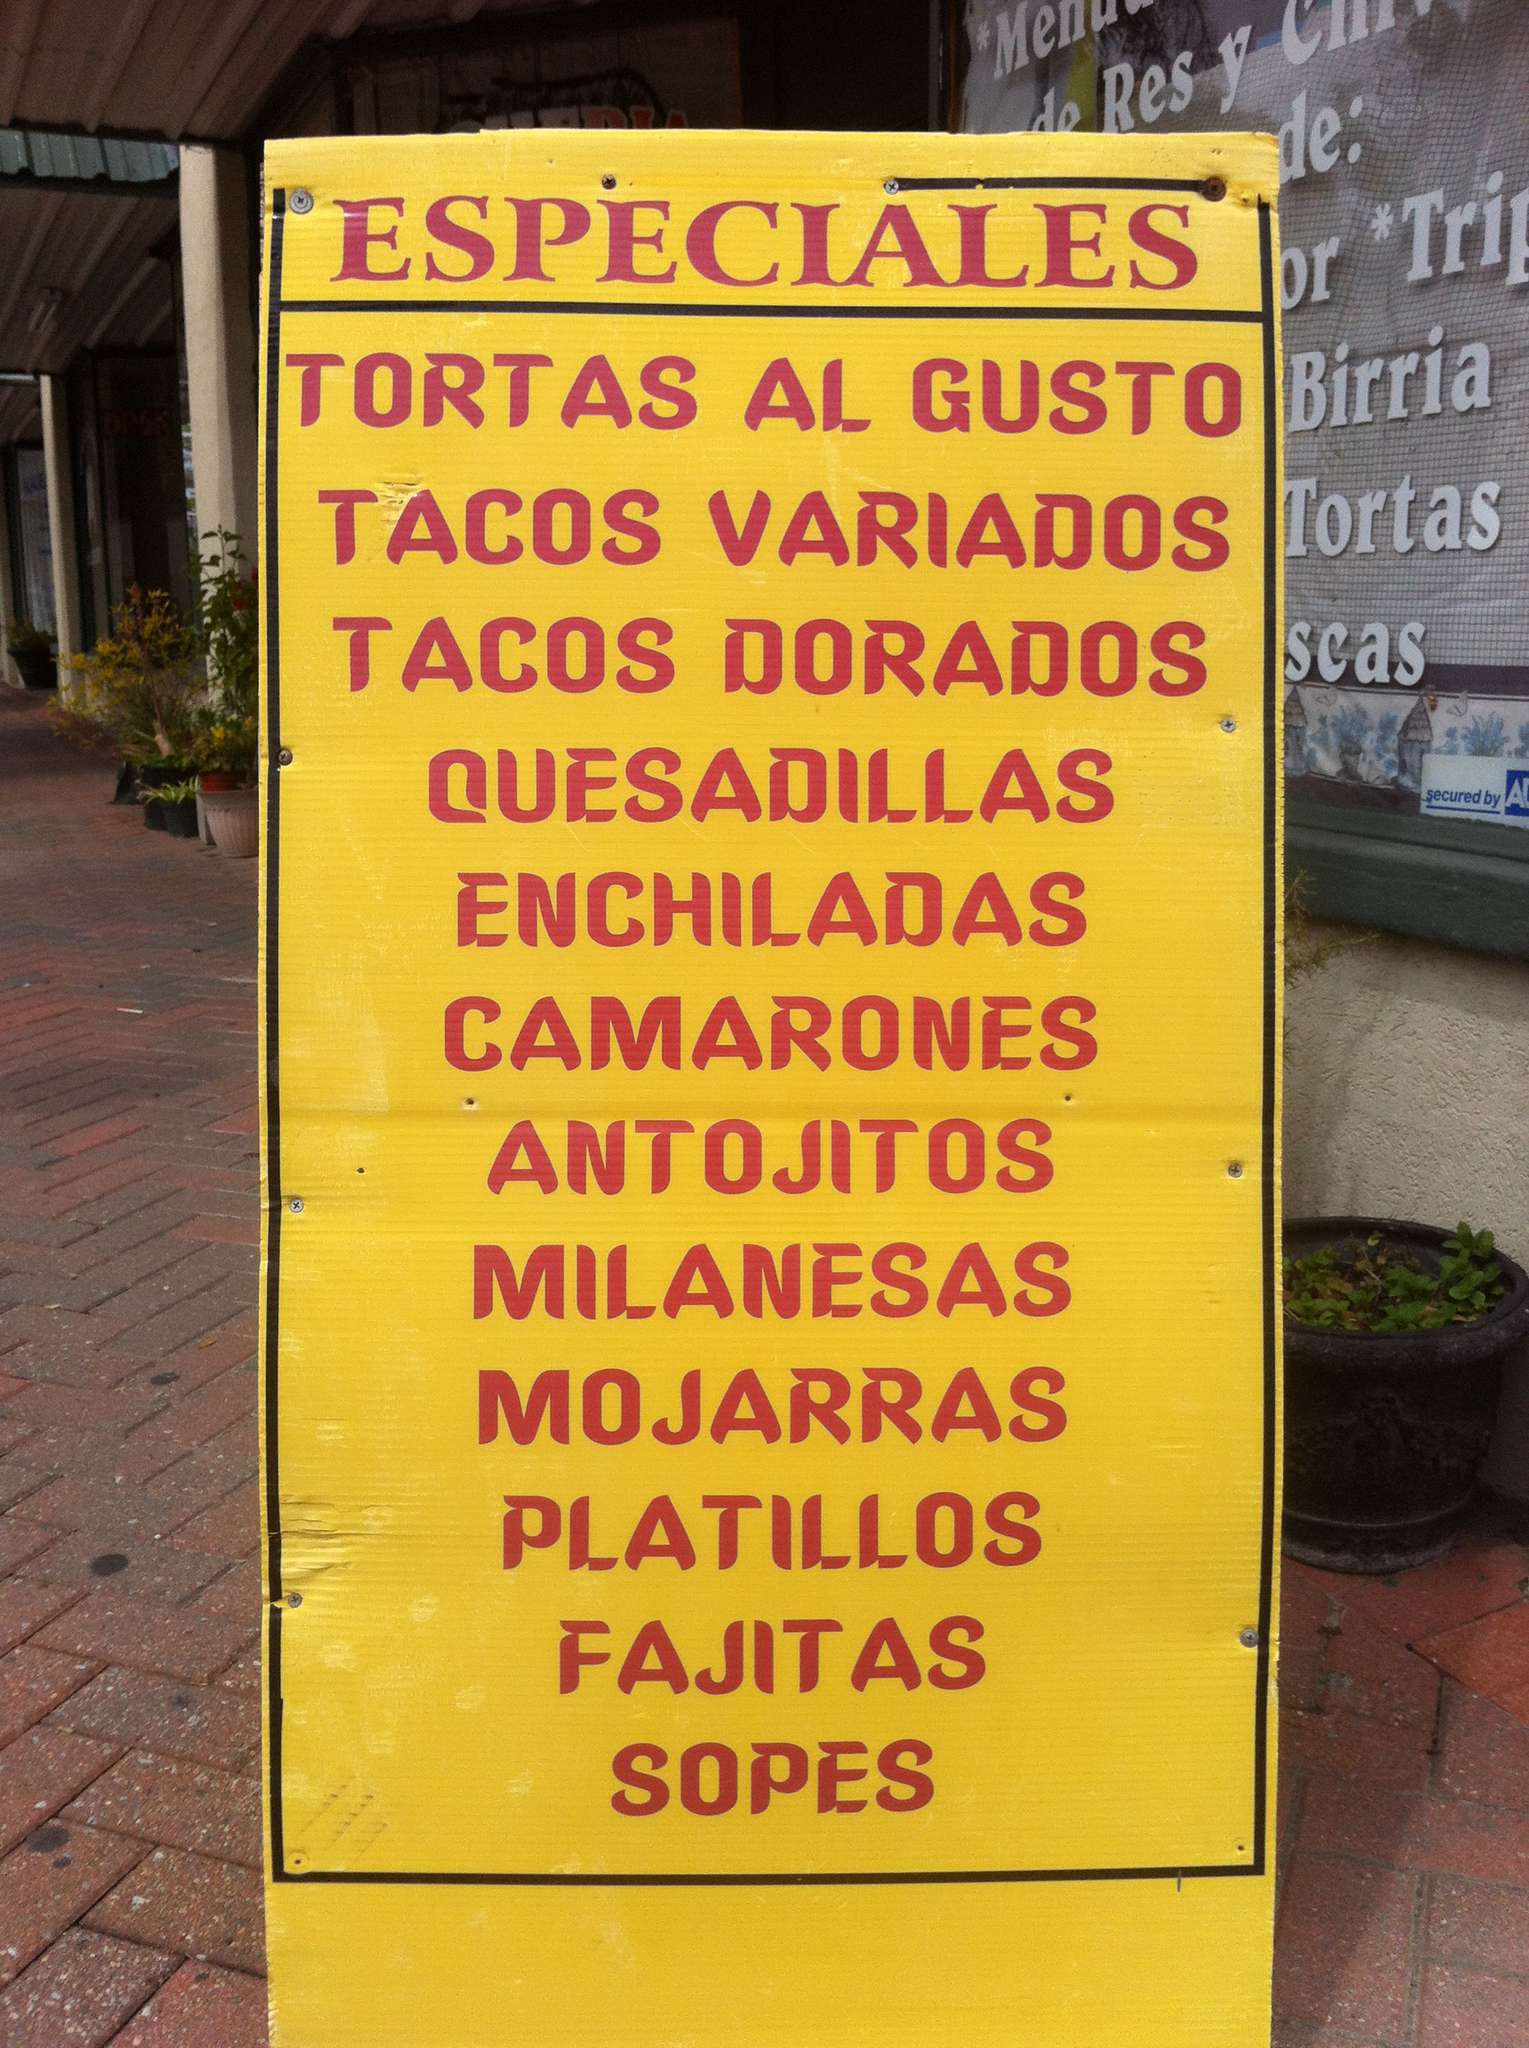 ESPECIALES
TORTAS AL GUSTO
TACOS VARIADOS
TACOS DORADOS
QUESADILLAS
ENCHILADAS
CAMARONES
ANTOJITOS
MILANESAS
MOJARRAS
PLATILLOS
FAJITAS
SOPES
de Res y
de:
Birria
Tortas
secured by